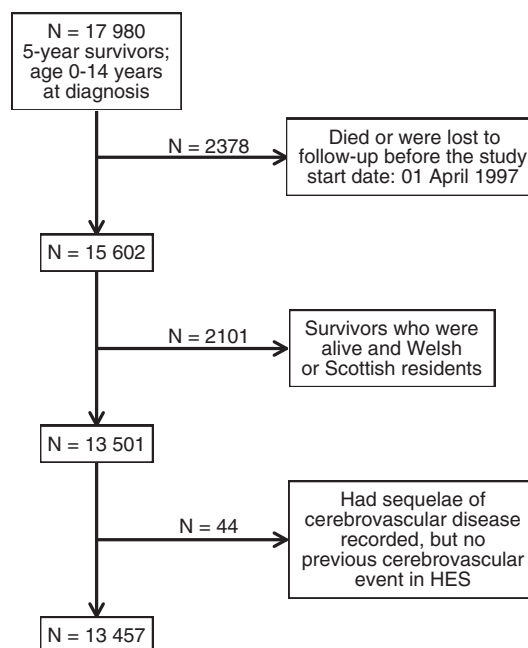 N = 17 980
5-year survivors;
age 0-14 years
at diagnosis
N = 2378
Died or were lost to
follow-up before the study
start date: 01 April 1997
N = 15 602
N = 2101
Survivors who were
alive and Welsh
or Scottish residents
N = 13 501
N = 44
Had sequelae of
cerebrovascular disease
recorded, but no
previous cerebrovascular
event in HES
N = 13 457